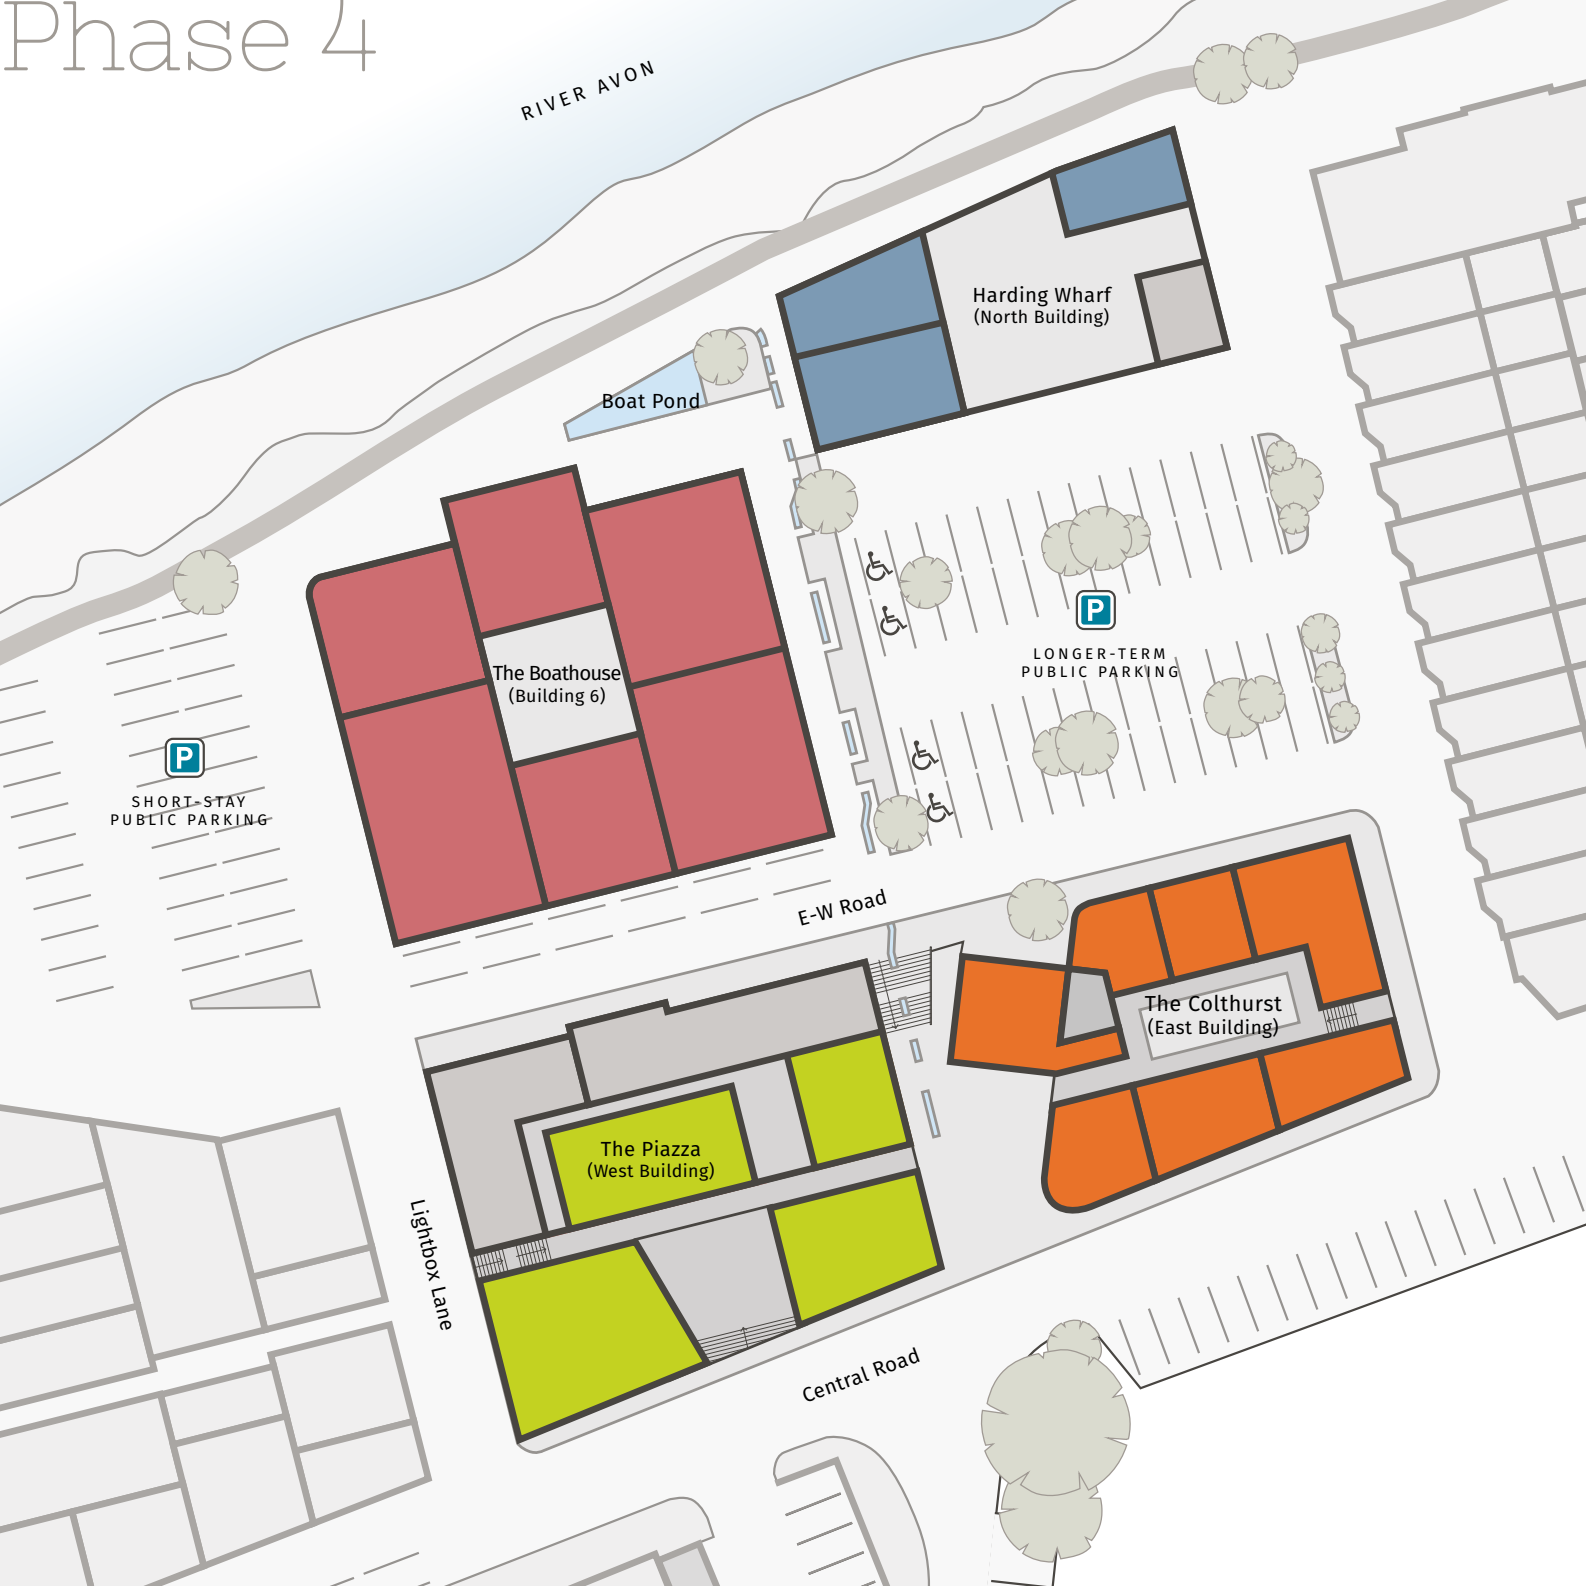 Phase 4
RIVER AVON
Harding Wharf
(North Building)
Boat Pond
The Boathouse
(Building 6)
P
LONGER-TERM
PUBLIC PARKING
P
SHORT-STAY
PUBLIC PARKING
E-W Road
The Colthurst
(East Building)
The Piazza
(West Building)
Lightbox Lane
Central Road